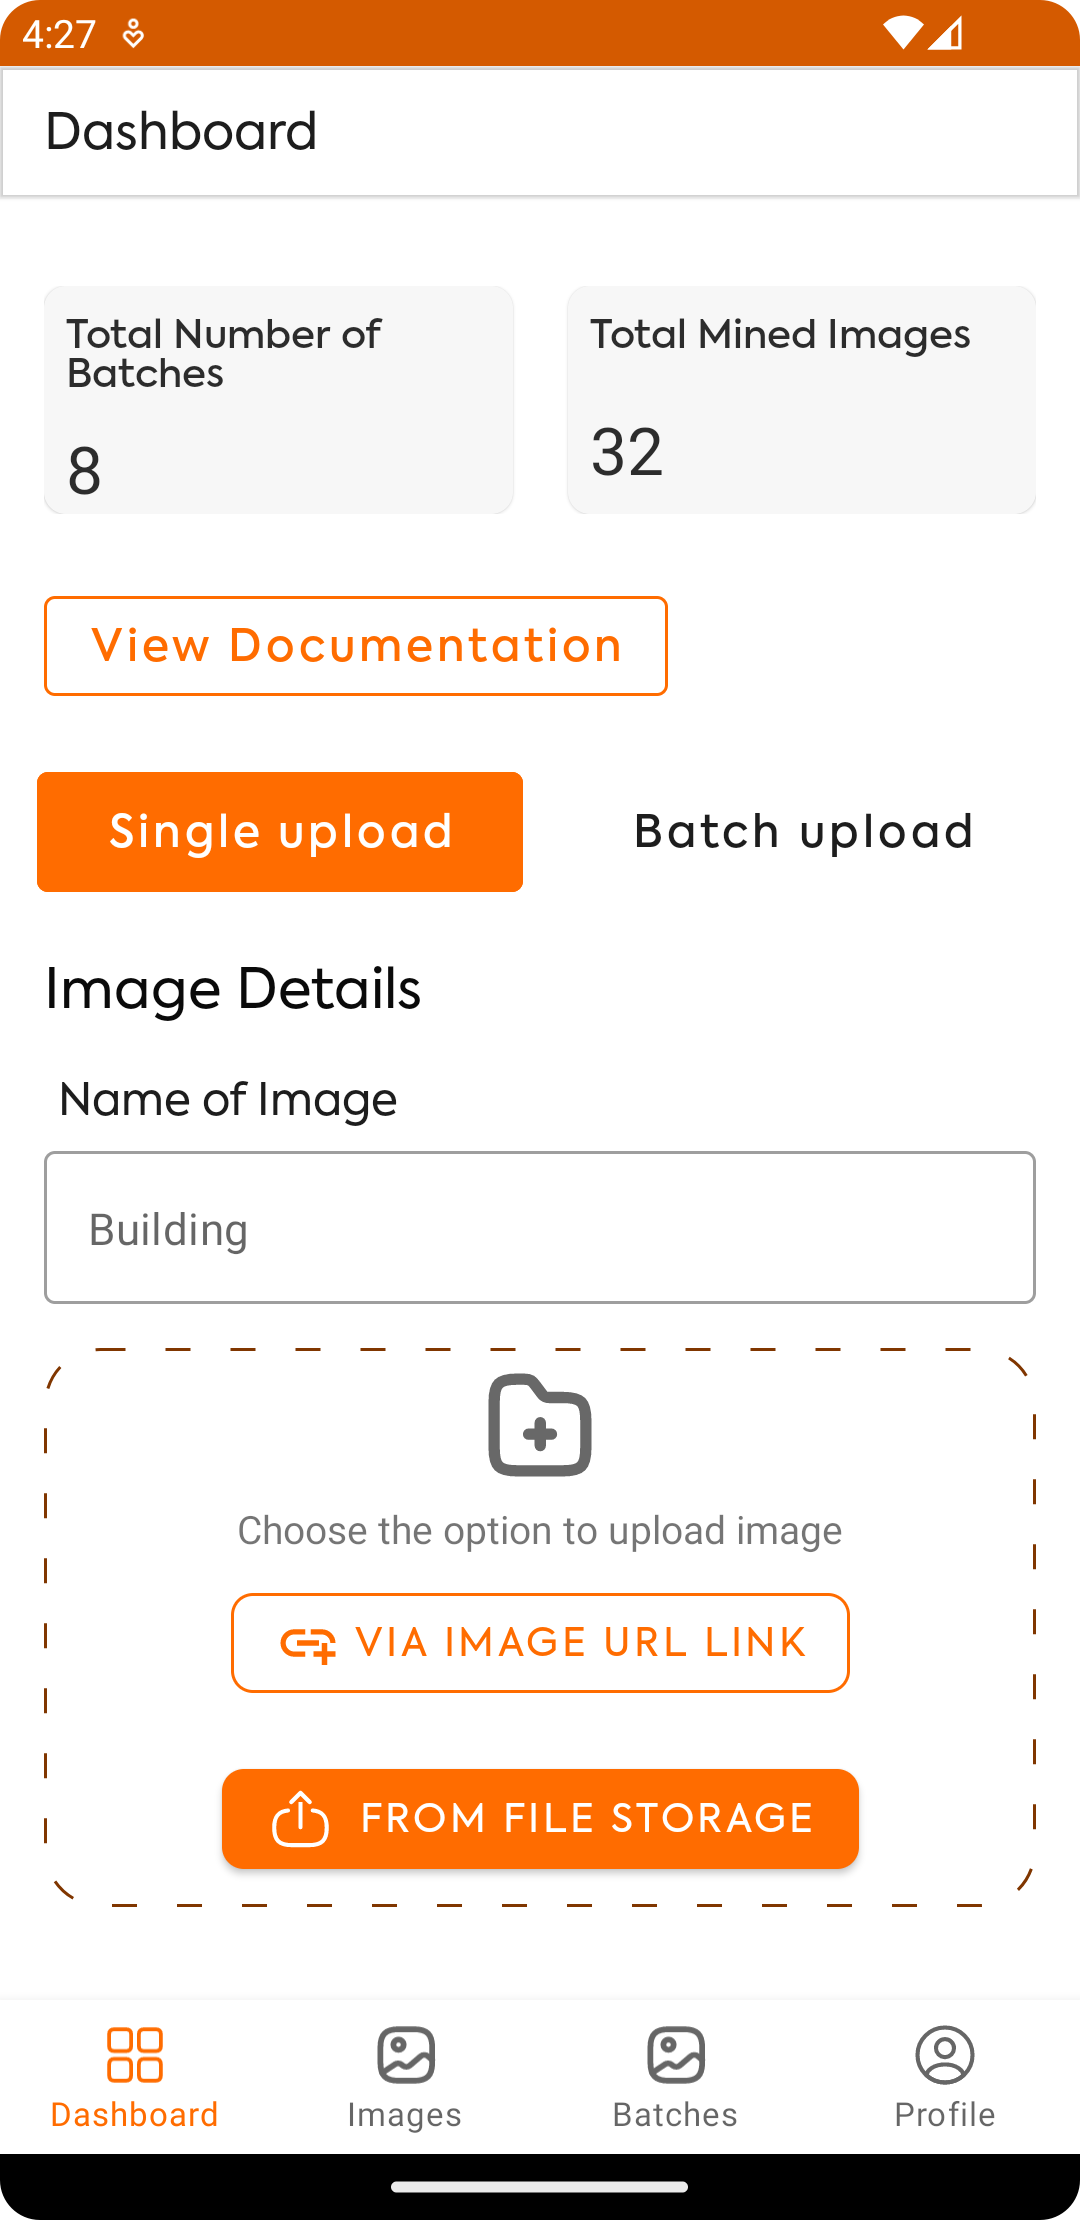 4:27
Dashboard
Total Number of
Batches
8
Total Mined Images
32
View Documentation
Single upload
Batch upload
Image Details
Name of Image
Building
Choose the option to upload image
VIA IMAGE URL LINK
FROM FILE STORAGE
Dashboard
Images
Batches
Profile